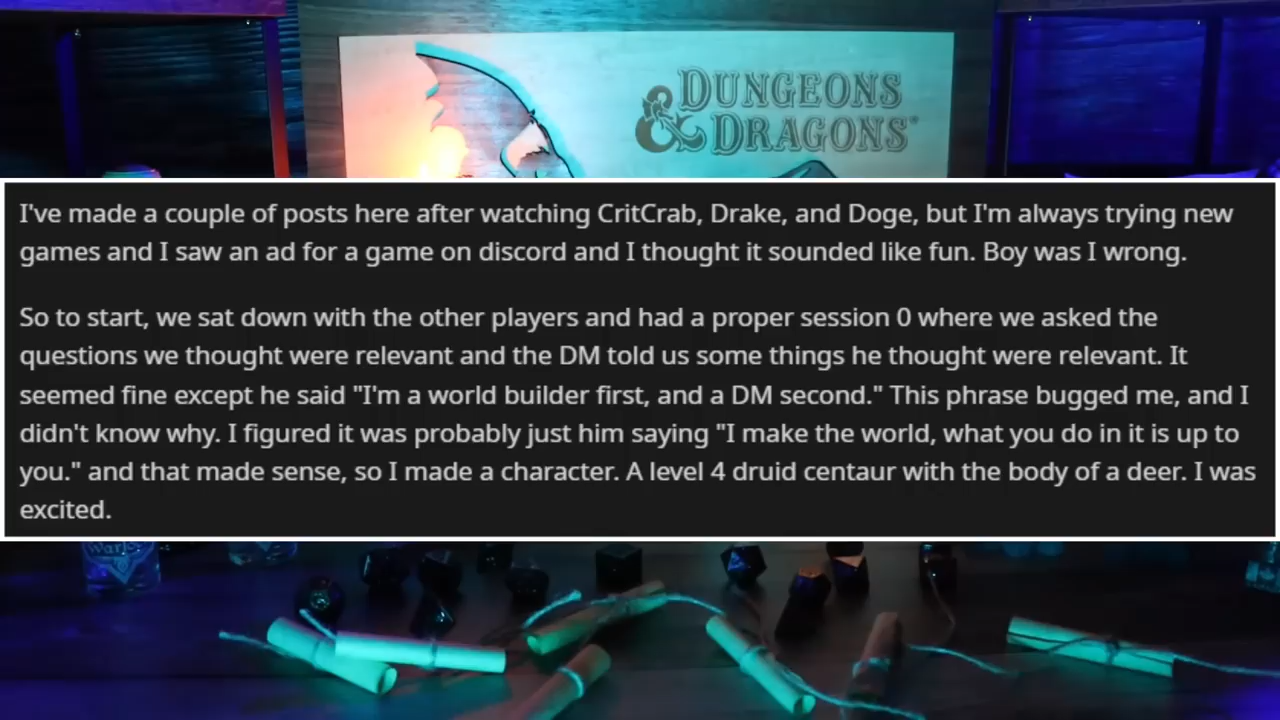 DUNGEONS
& DRAGONS®
I've made a couple of posts here after watching CritCrab, Drake, and Doge, but I'm always trying new
games and I saw an ad for a game on discord and I thought it sounded like fun. Boy was I wrong.
So to start, we sat down with the other players and had a proper session 0 where we asked the
questions we thought were relevant and the DM told us some things he thought were relevant. It
seemed fine except he said "I'm a world builder first, and a DM second." This phrase bugged me, and I
didn't know why. I figured it was probably just him saying "I make the world, what you do in it is up to
you." and that made sense, so I made a character. A level 4 druid centaur with the body of a deer. I was
excited.